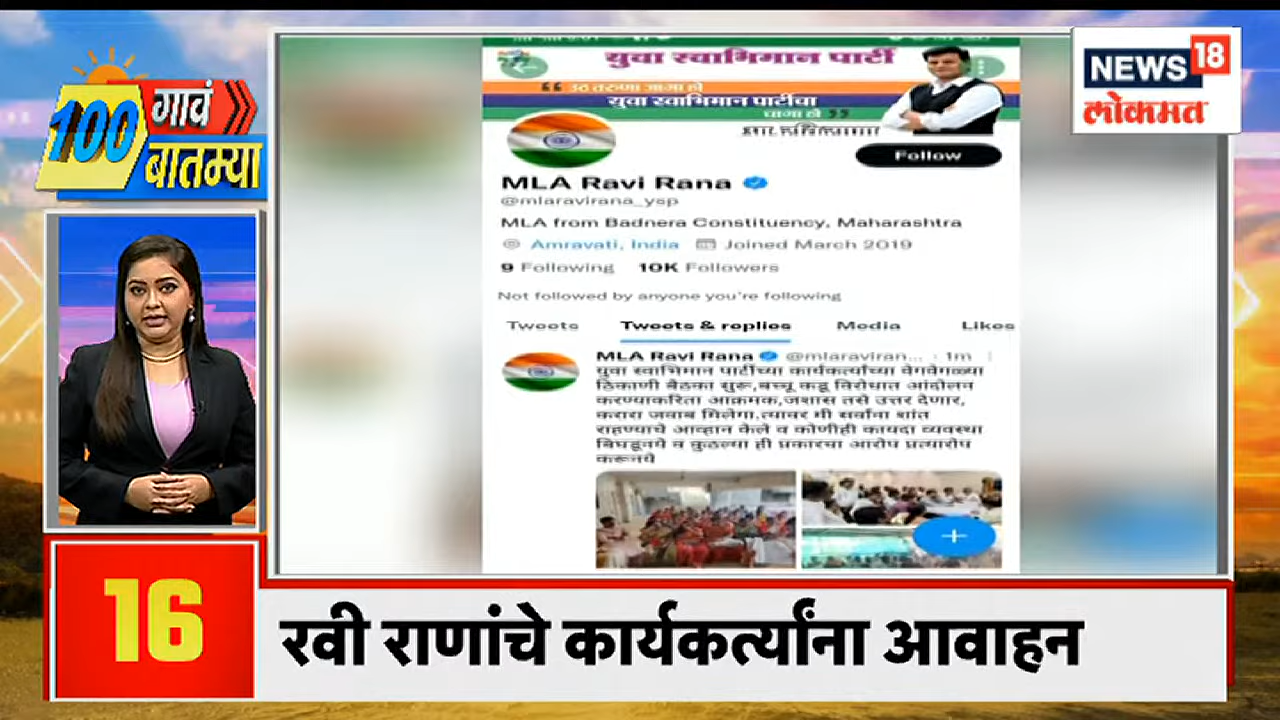 100
गावं
बातम्या
NEWS 18
लोकमत
युवा स्वाभिमान पार्टी
“ उठ तरुणा जागा हो
युवा स्वाभिमान पार्टीचा
धागा हो ”
Follow
MLA Ravi Rana
@mlaravirana_ysp
MLA from Badnera Constituency, Maharashtra
Amravati, India Joined March 2019
9 Following 10K Followers
Not followed by anyone you're following
Tweets Tweets & replies Media Likes
MLA Ravi Rana @mlaraviran... · 1m
युवा स्वाभिमान पार्टीच्या कार्यकर्त्यांच्या वेगवेगळ्या
ठिकाणी बैठका सुरू,बच्चू कडू विरोधात आंदोलन
करण्याकरिता आक्रमक,जशास तसे उत्तर देणार,
करारा जवाब मिलेगा.त्यावर मी सर्वांना शांत
राहण्याचे आव्हान केले व कोणीही कायदा व्यवस्था
बिघडूनये व कुठल्या ही प्रकारचा आरोप प्रत्यारोप
करूनये
16
रवी राणांचे कार्यकर्त्यांना आवाहन